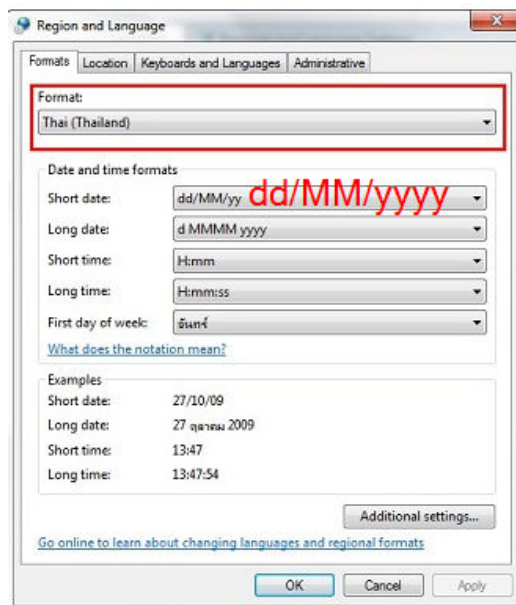 Region and Language
Formats Location Keyboards and Languages Administrative
Format:
Thai (Thailand)
Date and time formats
Short date: dd/MM/yy dd/MM/yyyy
Long date: d MMMM yyyy
Short time: H:mm
Long time: H:mm:ss
First day of week: จันทร์
What does the notation mean?
Examples
Short date: 27/10/09
Long date: 27 ตุลาคม 2009
Short time: 13:47
Long time: 13:47:54
Additional settings...
Go online to learn about changing languages and regional formats
OK Cancel Apply